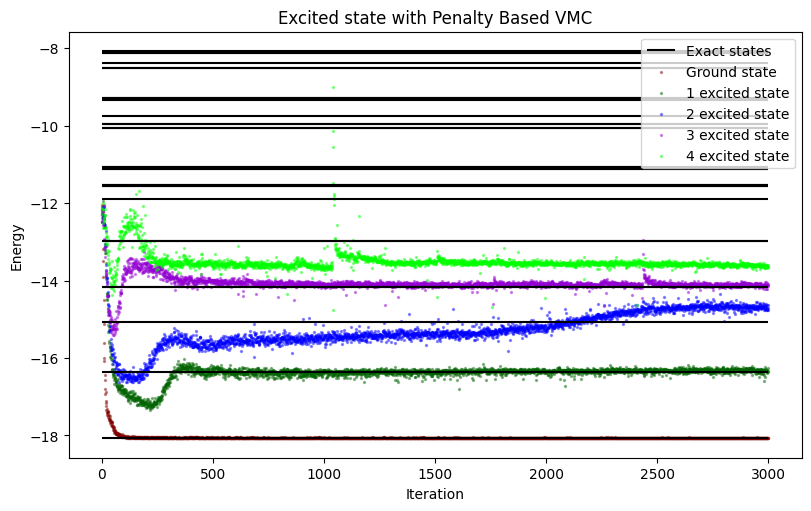 Excited state with Penalty Based VMC
Energy
−8
−10
−12
−14
−16
−18
Exact states
Ground state
1 excited state
2 excited state
3 excited state
4 excited state
0
500
1000
1500
2000
2500
3000
Iteration